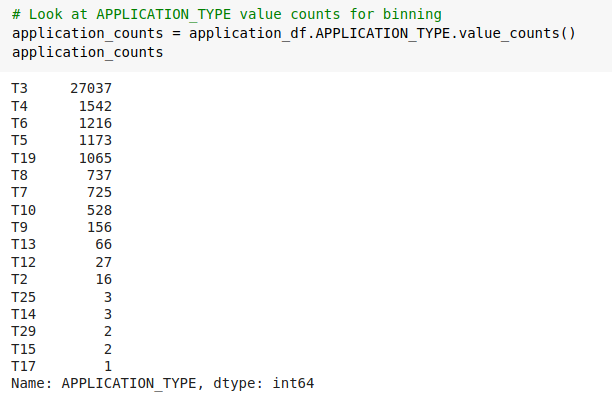 # Look at APPLICATION_TYPE value counts for binning
application_counts = application_df.APPLICATION_TYPE.value_counts()
application_counts
T3     27037
T4      1542
T6      1216
T5      1173
T19     1065
T8       737
T7       725
T10      528
T9       156
T13       66
T12       27
T2        16
T25        3
T14        3
T29        2
T15        2
T17        1
Name: APPLICATION_TYPE, dtype: int64